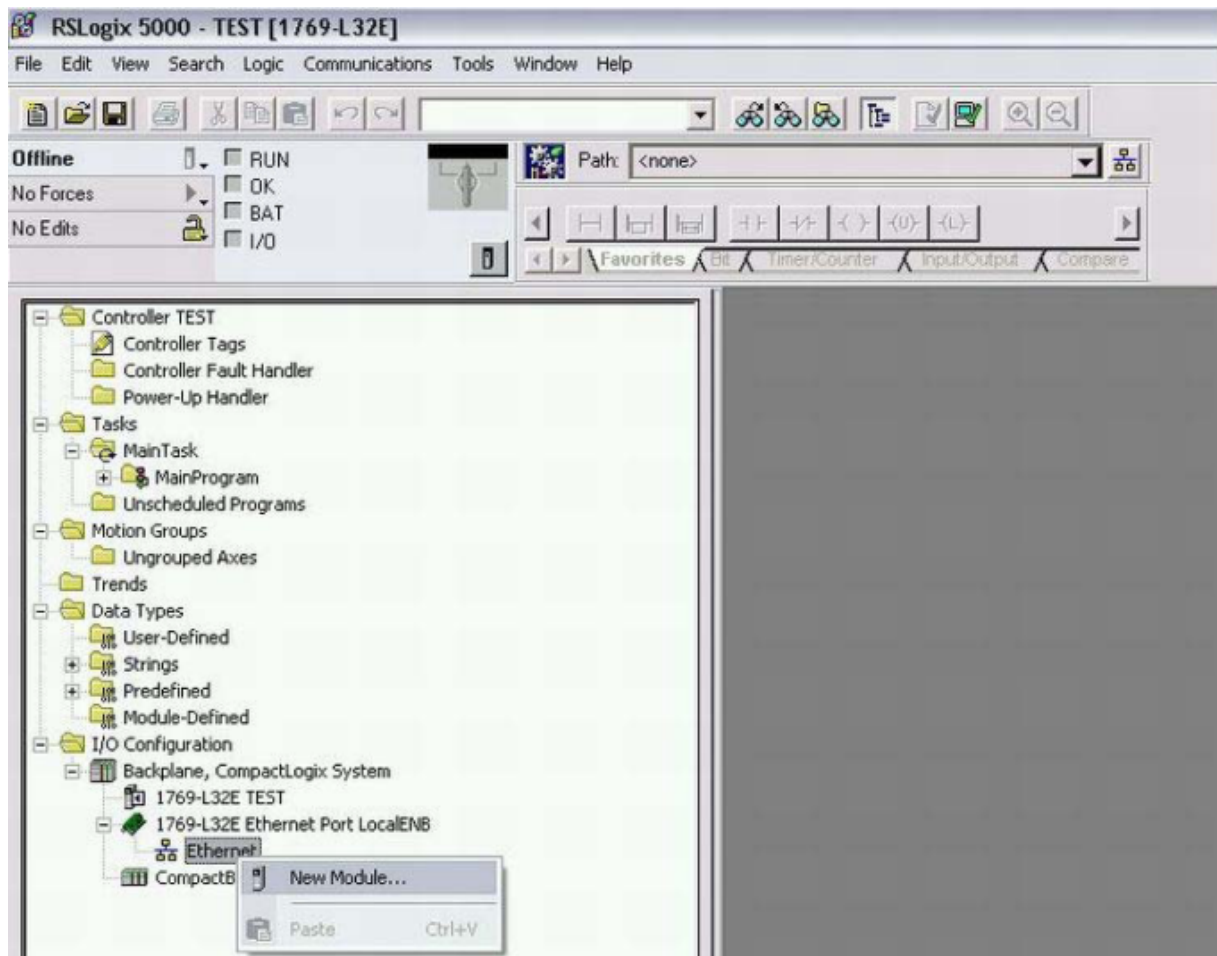 RSLogix 5000 - TEST [1769-L32E]
File Edit View Search Logic Communications Tools Window Help
Offline
RUN
Path: <none>
No Forces
OK
No Edits
BAT
I/O
Favorites Bit Timer/Counter Input/Output Compare
Controller TEST
Controller Tags
Controller Fault Handler
Power-Up Handler
Tasks
MainTask
MainProgram
Unscheduled Programs
Motion Groups
Ungrouped Axes
Trends
Data Types
User-Defined
Strings
Predefined
Module-Defined
I/O Configuration
Backplane, CompactLogix System
1769-L32E TEST
1769-L32E Ethernet Port LocalENB
Ethernet
CompactB
New Module...
Paste Ctrl+V